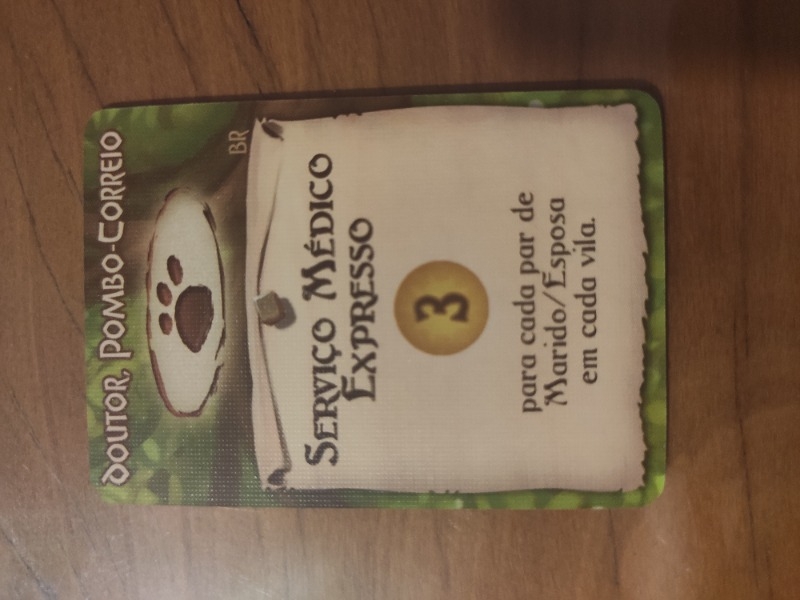 DOUTOR POMBO-CORREIO
BR
SERVIÇO MÉDICO
EXPRESSO
3
para cada par de
Marido/Esposa
em cada vila.